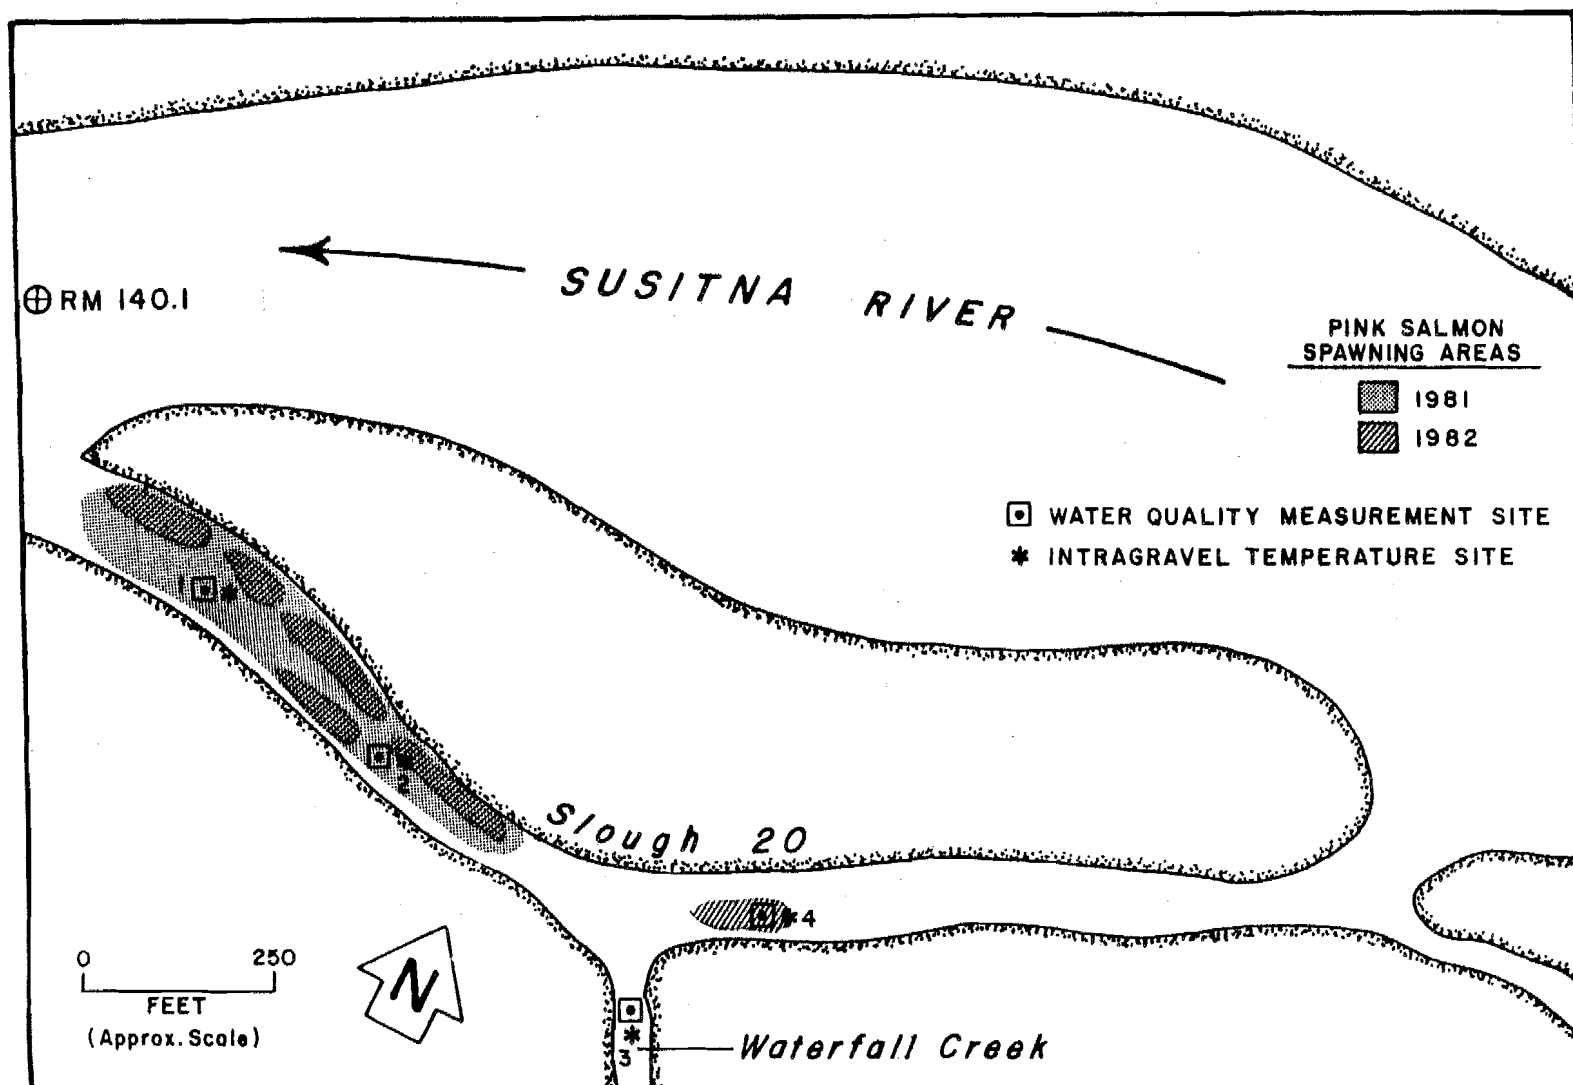 SUSITNA RIVER
RM 140.1
PINK SALMON
SPAWNING AREAS
1981
1982
WATER QUALITY MEASUREMENT SITE
INTRAGRAVEL TEMPERATURE SITE
1
2
Slough 20
4
0 250
FEET
(Approx. Scale)
N
3
Waterfall Creek